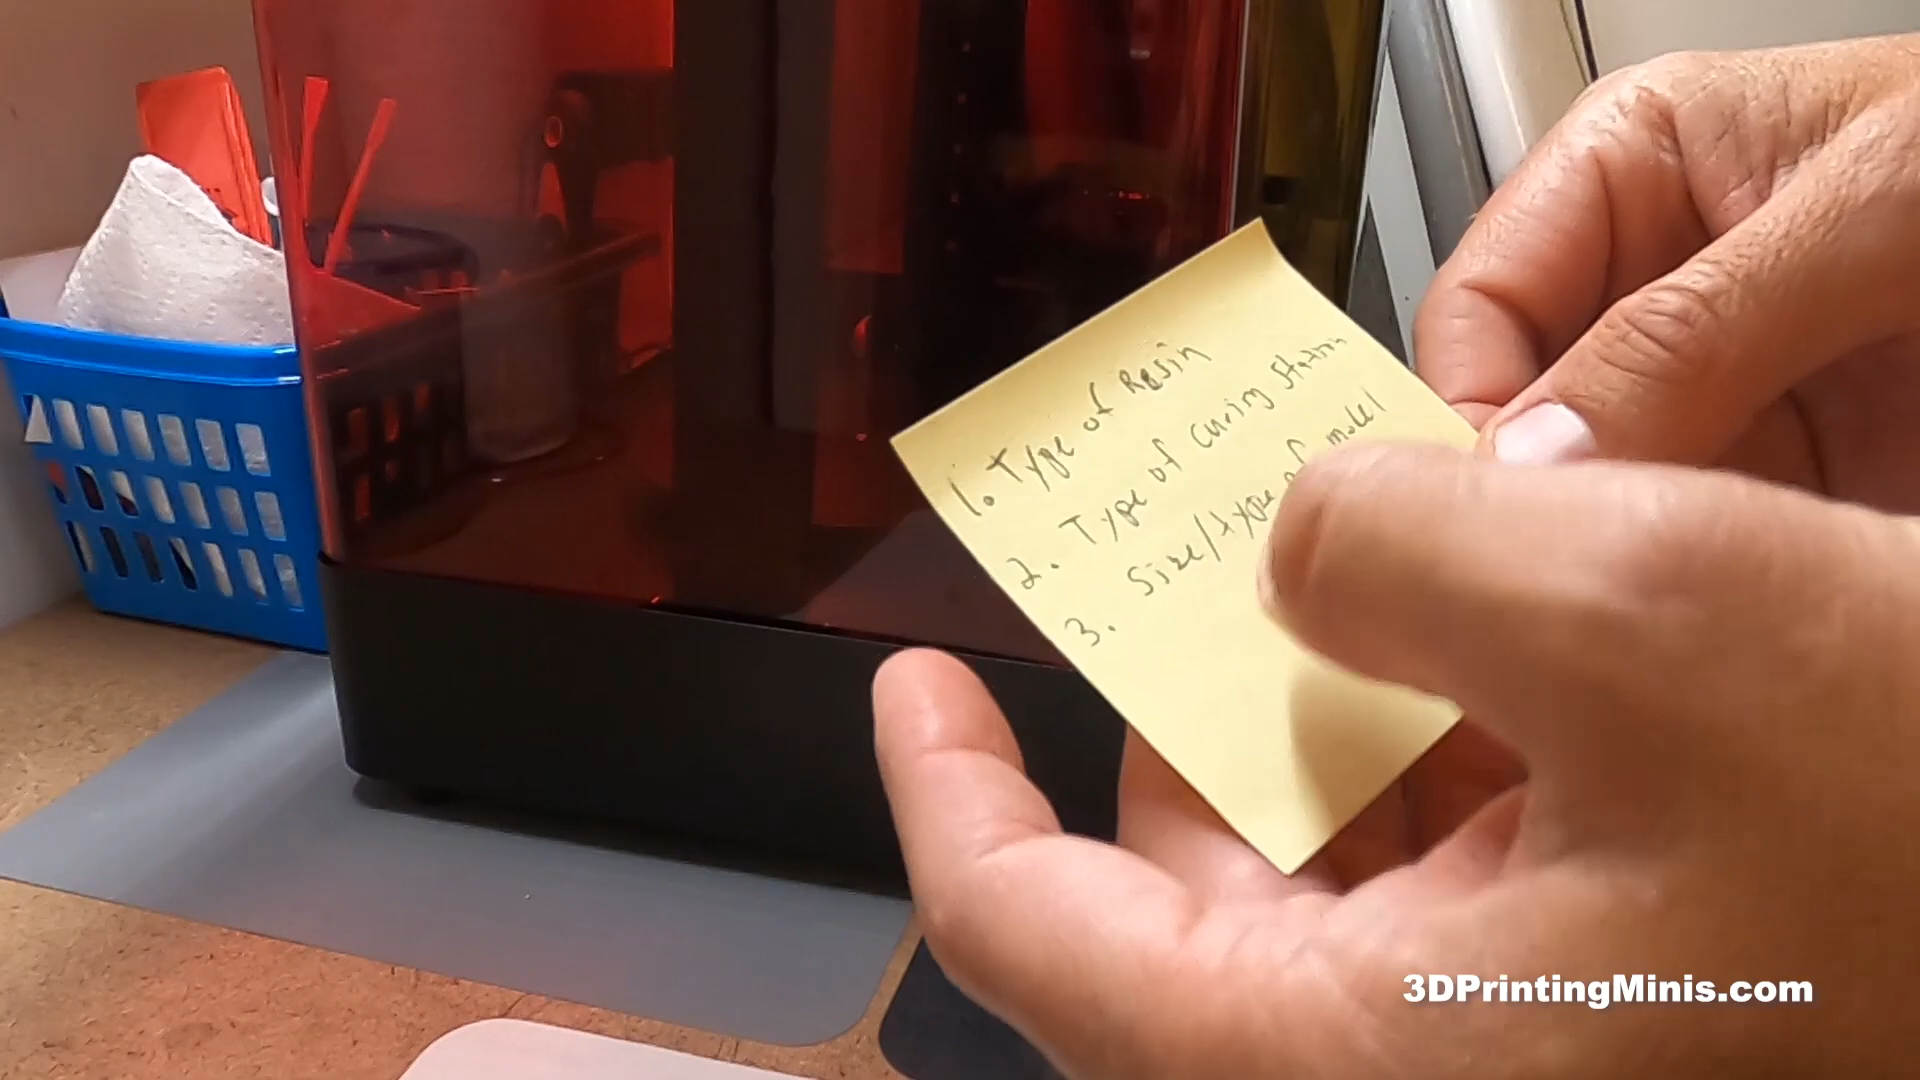 1. Type of Resin
2. Type of curing station
3. Size/type of model
3DPrintingMinis.com